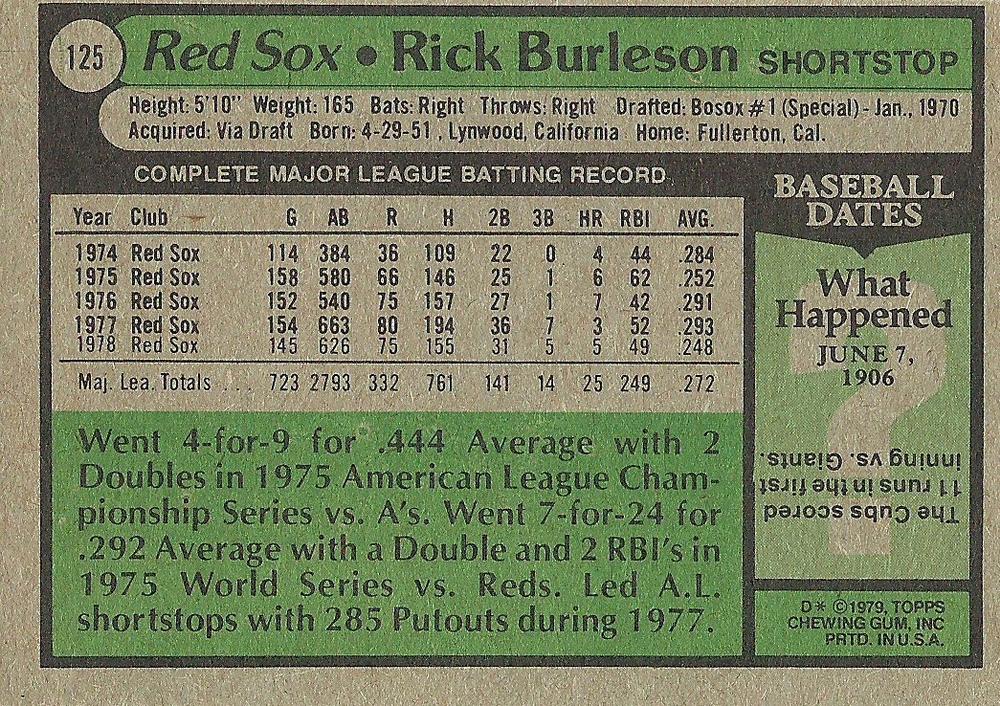 125
Red Sox • Rick Burleson SHORTSTOP
Height: 5'10" Weight: 165 Bats: Right Throws: Right Drafted: Bosox #1 (Special) - Jan., 1970
Acquired: Via Draft Born: 4-29-51, Lynwood, California Home: Fullerton, Cal.
COMPLETE MAJOR LEAGUE BATTING RECORD
Year Club G AB R H 2B 3B HR RBI AVG.
1974 Red Sox 114 384 36 109 22 0 4 44 .284
1975 Red Sox 158 580 66 146 25 1 6 62 .252
1976 Red Sox 152 540 75 157 27 1 7 42 .291
1977 Red Sox 154 663 80 194 36 7 3 52 .293
1978 Red Sox 145 626 75 155 31 5 5 49 .248
Maj. Lea. Totals . . . 723 2793 332 761 141 14 25 249 .272
Went 4-for-9 for .444 Average with 2
Doubles in 1975 American League Cham-
pionship Series vs. A's. Went 7-for-24 for
.292 Average with a Double and 2 RBI's in
1975 World Series vs. Reds. Led A.L.
shortstops with 285 Putouts during 1977.
BASEBALL
DATES
What
Happened
JUNE 7,
1906
The Cubs scored
11 runs in the first
inning vs. Giants.
D* ©1979, TOPPS
CHEWING GUM, INC
PRTD. IN U.S.A.